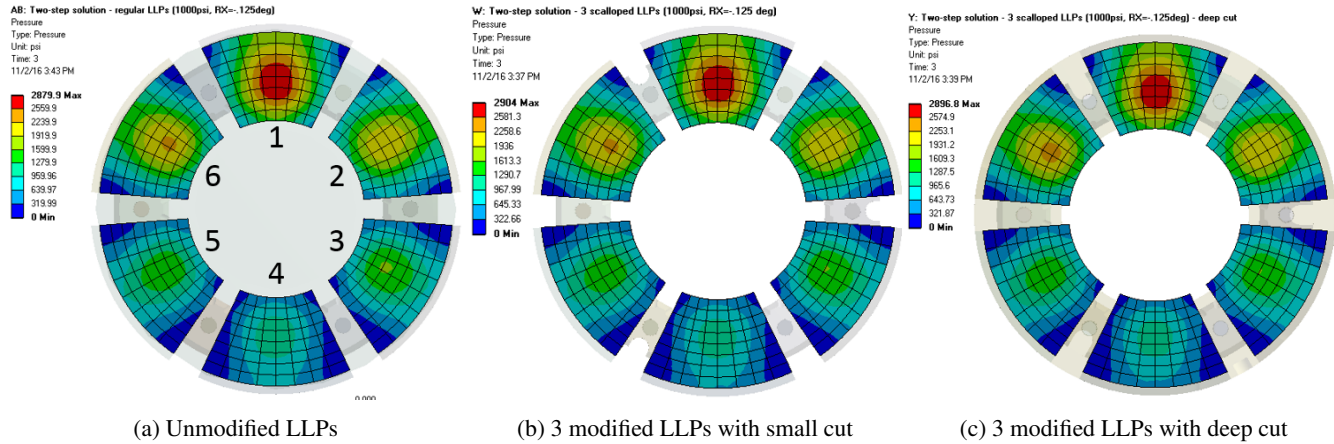 AB: Two-step solution - regular LLPs (1000psi, RX=-.125deg)
Pressure
Type: Pressure
Unit: psi
Time: 3
11/2/16 3:43 PM
2879.9 Max
2559.9
2239.9
1919.9
1599.9
1279.9
959.96
639.97
319.99
0 Min
1
2
3
4
5
6
0.000
(a) Unmodified LLPs
W: Two-step solution - 3 scalloped LLPs (1000psi, RX=-.125 deg)
Pressure
Type: Pressure
Unit: psi
Time: 3
11/2/16 3:37 PM
2904 Max
2581.3
2258.6
1936
1613.3
1290.7
967.99
645.33
322.66
0 Min
(b) 3 modified LLPs with small cut
Y: Two-step solution - 3 scalloped LLPs (1000psi, RX=-.125deg) - deep cut
Pressure
Type: Pressure
Unit: psi
Time: 3
11/2/16 3:39 PM
2896.8 Max
2574.9
2253.1
1931.2
1609.3
1287.5
965.6
643.73
321.87
0 Min
(c) 3 modified LLPs with deep cut